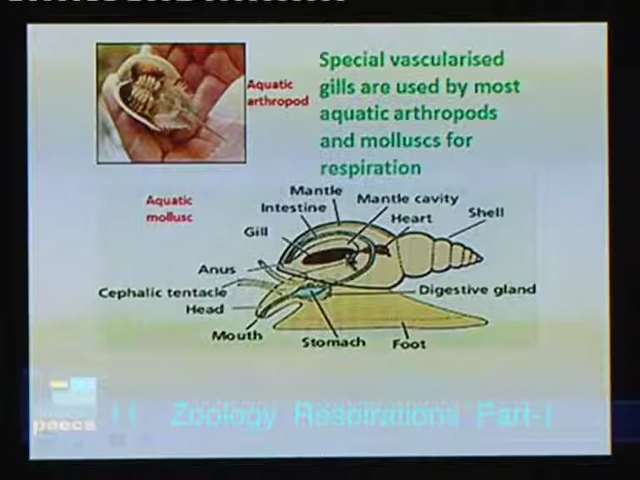 Aquatic
arthropod
Special vascularised
gills are used by most
aquatic arthropods
and molluscs for
respiration
Aquatic
mollusc
Mantle
Mantle cavity
Intestine
Heart
Shell
Gill
Anus
Cephalic tentacle
Digestive gland
Head
Mouth
Stomach
Foot
peecs
11 Zoology Respirations Part-I